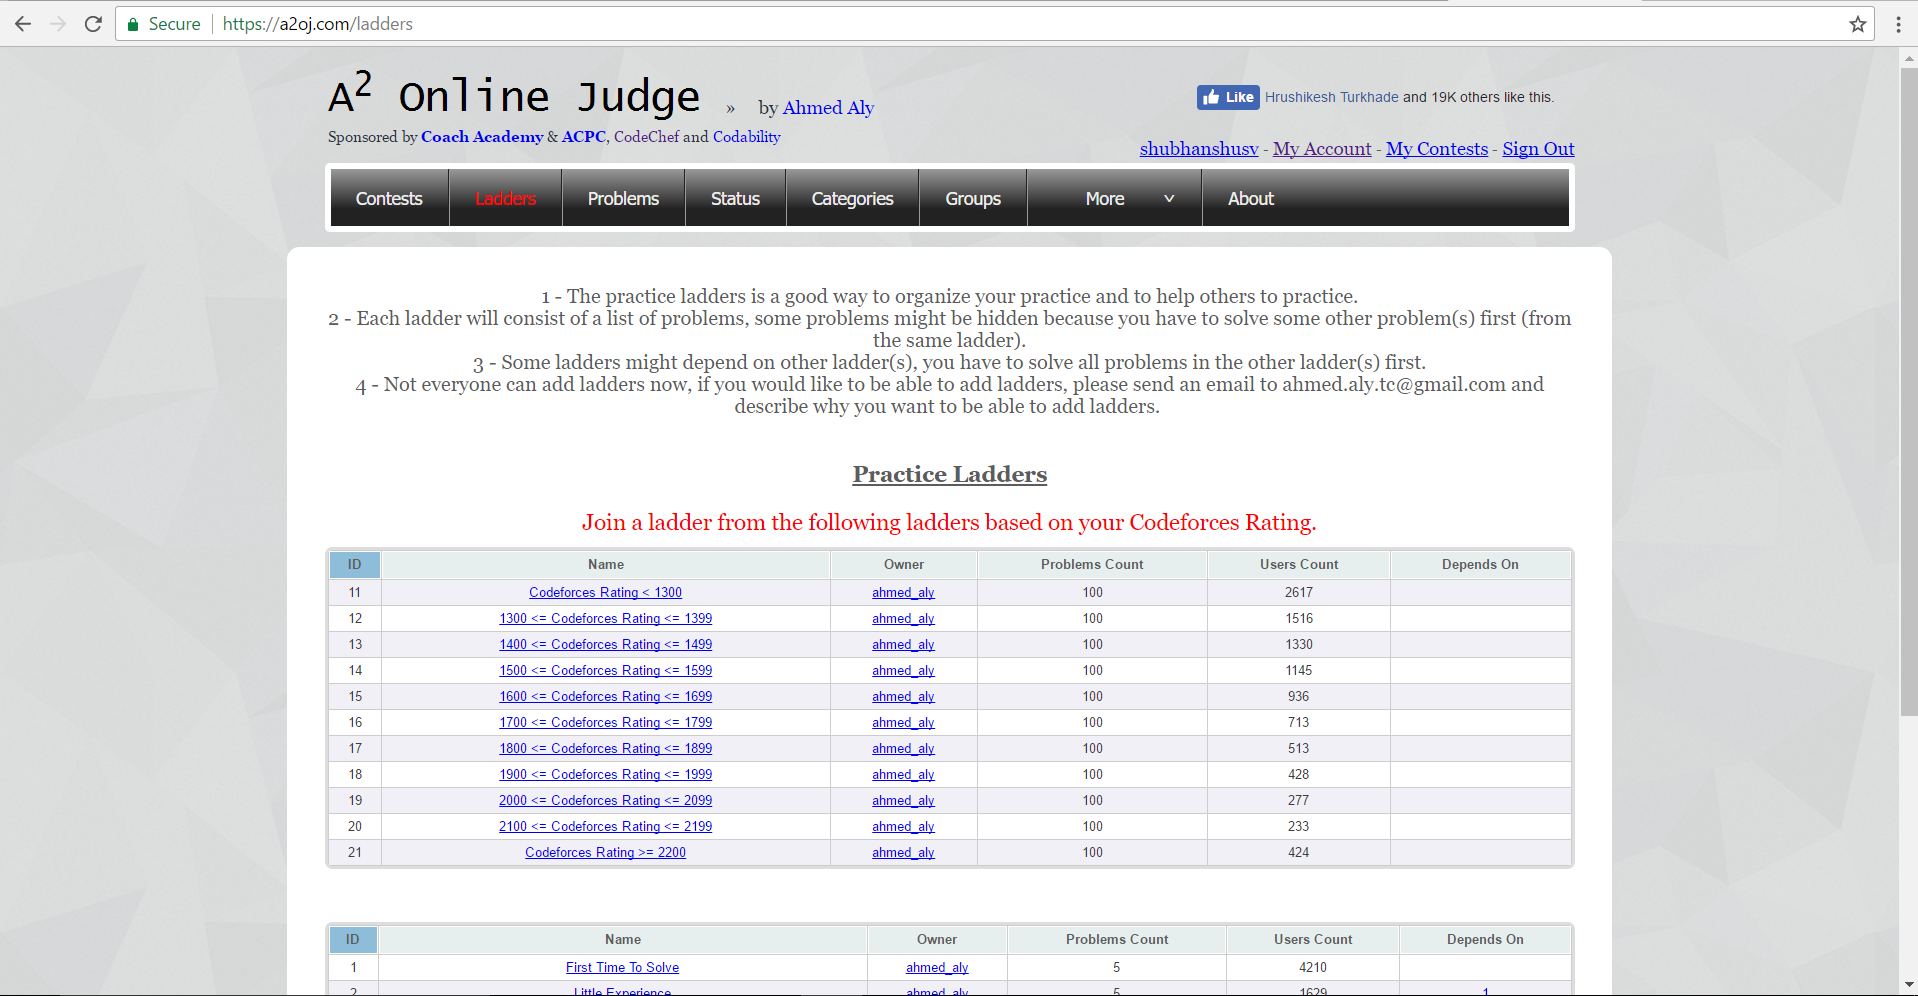 Secure https://a2oj.com/ladders
A² Online Judge » by Ahmed Aly
Like Hrushikesh Turkhade and 19K others like this.
Sponsored by Coach Academy & ACPC, CodeChef and Codability
shubhanshusv - My Account - My Contests - Sign Out
Contests Ladders Problems Status Categories Groups More About
1 - The practice ladders is a good way to organize your practice and to help others to practice.
2 - Each ladder will consist of a list of problems, some problems might be hidden because you have to solve some other problem(s) first (from
the same ladder).
3 - Some ladders might depend on other ladder(s), you have to solve all problems in the other ladder(s) first.
4 - Not everyone can add ladders now, if you would like to be able to add ladders, please send an email to ahmed.aly.tc@gmail.com and
describe why you want to be able to add ladders.
Practice Ladders
Join a ladder from the following ladders based on your Codeforces Rating.
ID Name Owner Problems Count Users Count Depends On
11 Codeforces Rating < 1300 ahmed_aly 100 2617
12 1300 <= Codeforces Rating <= 1399 ahmed_aly 100 1516
13 1400 <= Codeforces Rating <= 1499 ahmed_aly 100 1330
14 1500 <= Codeforces Rating <= 1599 ahmed_aly 100 1145
15 1600 <= Codeforces Rating <= 1699 ahmed_aly 100 936
16 1700 <= Codeforces Rating <= 1799 ahmed_aly 100 713
17 1800 <= Codeforces Rating <= 1899 ahmed_aly 100 513
18 1900 <= Codeforces Rating <= 1999 ahmed_aly 100 428
19 2000 <= Codeforces Rating <= 2099 ahmed_aly 100 277
20 2100 <= Codeforces Rating <= 2199 ahmed_aly 100 233
21 Codeforces Rating >= 2200 ahmed_aly 100 424
ID Name Owner Problems Count Users Count Depends On
1 First Time To Solve ahmed_aly 5 4210
2 Little Experience ahmed_aly 5 1629 1